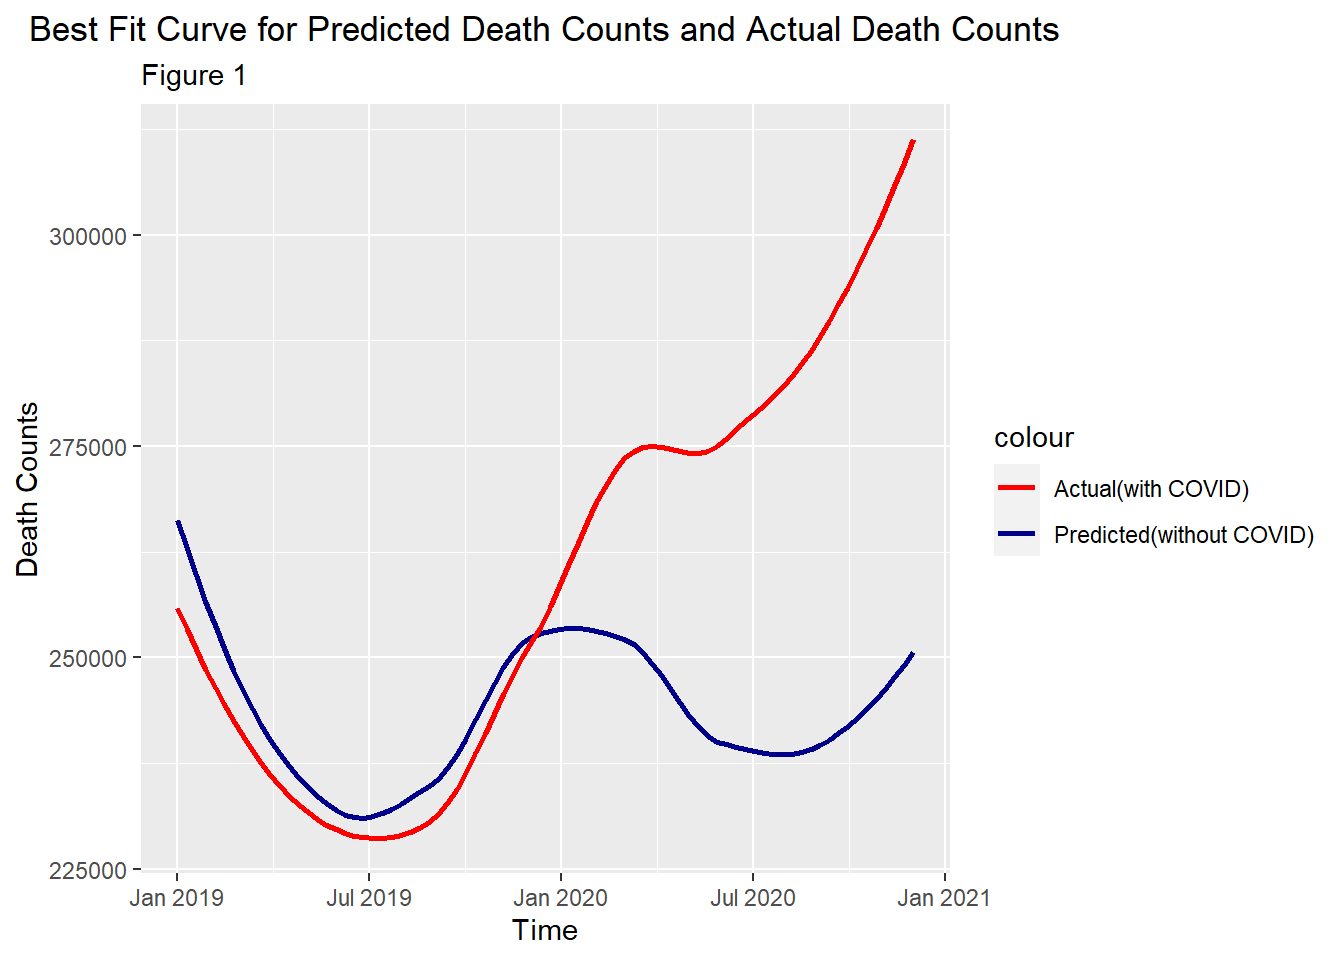 Best Fit Curve for Predicted Death Counts and Actual Death Counts
Figure 1
300000
275000
250000
225000
Death Counts
Jan 2019 Jul 2019 Jan 2020 Jul 2020 Jan 2021
Time
colour
Actual(with COVID)
Predicted(without COVID)